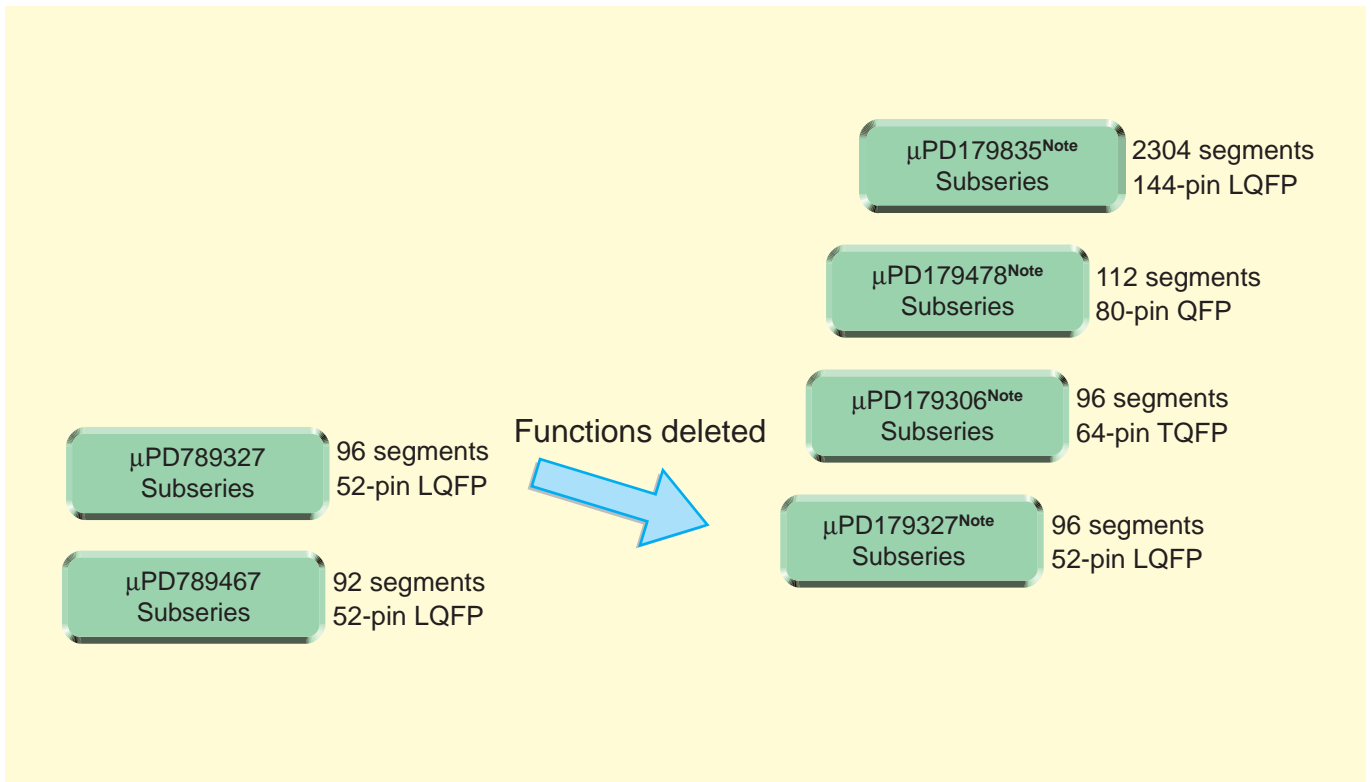 μPD179835Note
Subseries
2304 segments
144-pin LQFP
μPD179478Note
Subseries
112 segments
80-pin QFP
μPD179306Note
Subseries
96 segments
64-pin TQFP
Functions deleted
μPD789327
Subseries
96 segments
52-pin LQFP
μPD179327Note
Subseries
96 segments
52-pin LQFP
μPD789467
Subseries
92 segments
52-pin LQFP